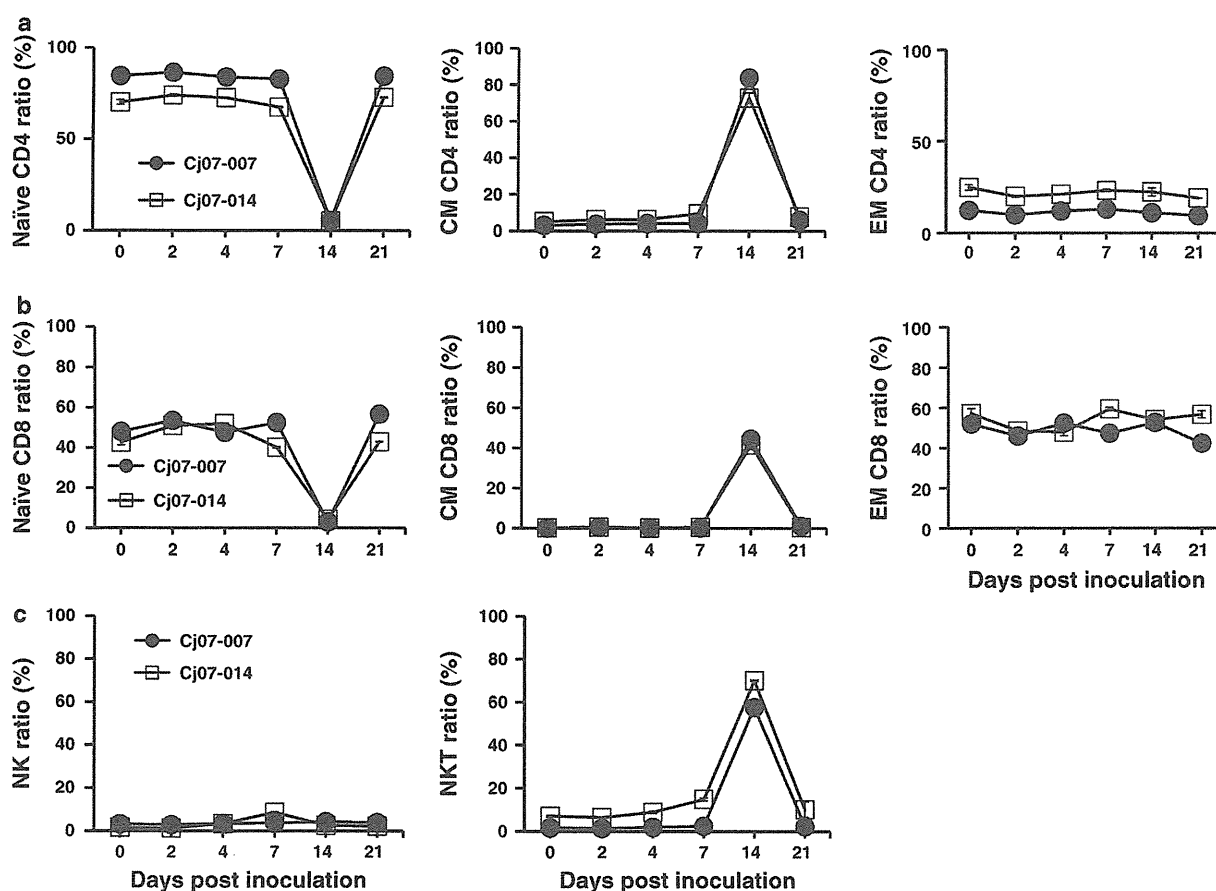 a
Naïve CD4 ratio (%)
100
50
0
Cj07-007
Cj07-014
0 2 4 7 14 21
CM CD4 ratio (%)
100
80
60
40
20
0
0 2 4 7 14 21
EM CD4 ratio (%)
100
50
0
0 2 4 7 14 21
b
Naïve CD8 ratio (%)
100
80
60
40
20
0
Cj07-007
Cj07-014
0 2 4 7 14 21
CM CD8 ratio (%)
100
80
60
40
20
0
0 2 4 7 14 21
EM CD8 ratio (%)
100
80
60
40
20
0
0 2 4 7 14 21
Days post inoculation
c
NK ratio (%)
100
80
60
40
20
0
Cj07-007
Cj07-014
0 2 4 7 14 21
Days post inoculation
NKT ratio (%)
100
80
60
40
20
0
0 2 4 7 14 21
Days post inoculation